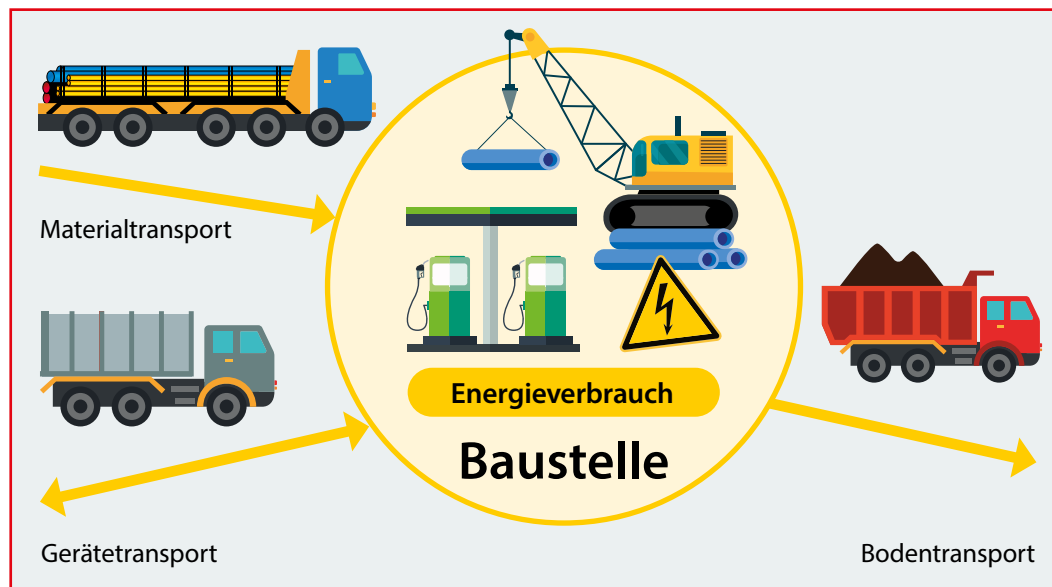 Materialtransport
Energieverbrauch
Baustelle
Gerätetransport
Bodentransport